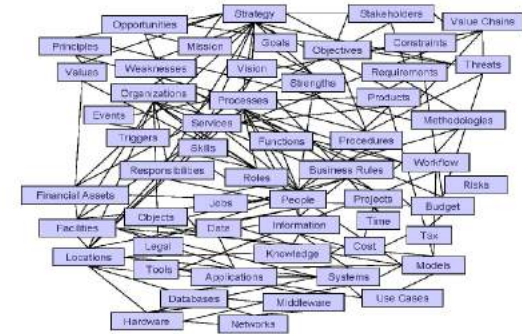 Strategy
Stakeholders
Opportunities
Value Chains
Principles
Mission
Goals
Objectives
Constraints
Values
Weaknesses
Vision
Requirements
Threats
Strengths
Organizations
Processes
Products
Events
Services
Methodologies
Triggers
Skills
Functions
Procedures
Responsibilities
Roles
Business Rules
Workflow
Risks
Financial Assets
Jobs
People
Projects
Budget
Facilities
Objects
Data
Information
Time
Tax
Locations
Legal
Knowledge
Cost
Models
Tools
Applications
Systems
Databases
Middleware
Use Cases
Hardware
Networks